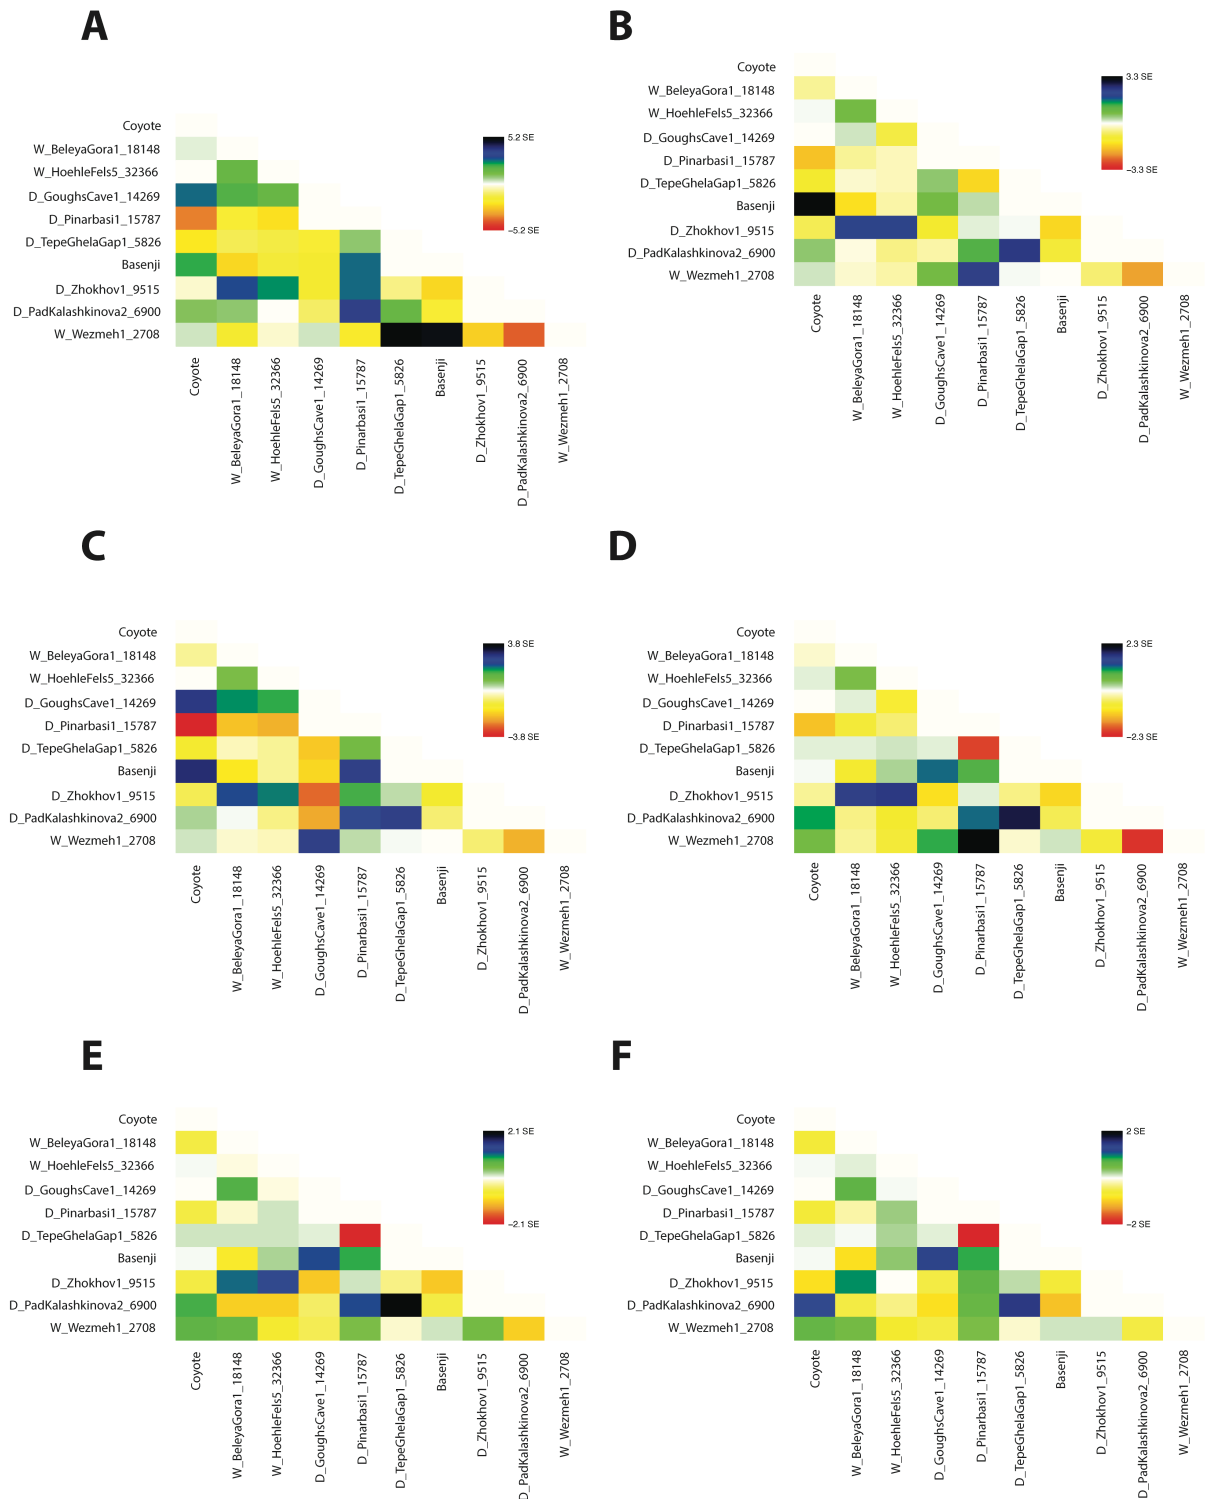 A
Coyote
W_BeleyaGora1_18148
W_HoehleFels5_32366
D_GoughsCave1_14269
D_Pinarbasi1_15787
D_TepeGhelaGap1_5826
Basenji
D_Zhokhov1_9515
D_PadKalashkinova2_6900
W_Wezmeh1_2708
5.2 SE
−5.2 SE
Coyote
W_BeleyaGora1_18148
W_HoehleFels5_32366
D_GoughsCave1_14269
D_Pinarbasi1_15787
D_TepeGhelaGap1_5826
Basenji
D_Zhokhov1_9515
D_PadKalashkinova2_6900
W_Wezmeh1_2708
B
Coyote
W_BeleyaGora1_18148
W_HoehleFels5_32366
D_GoughsCave1_14269
D_Pinarbasi1_15787
D_TepeGhelaGap1_5826
Basenji
D_Zhokhov1_9515
D_PadKalashkinova2_6900
W_Wezmeh1_2708
3.3 SE
−3.3 SE
Coyote
W_BeleyaGora1_18148
W_HoehleFels5_32366
D_GoughsCave1_14269
D_Pinarbasi1_15787
D_TepeGhelaGap1_5826
Basenji
D_Zhokhov1_9515
D_PadKalashkinova2_6900
W_Wezmeh1_2708
C
Coyote
W_BeleyaGora1_18148
W_HoehleFels5_32366
D_GoughsCave1_14269
D_Pinarbasi1_15787
D_TepeGhelaGap1_5826
Basenji
D_Zhokhov1_9515
D_PadKalashkinova2_6900
W_Wezmeh1_2708
3.8 SE
−3.8 SE
Coyote
W_BeleyaGora1_18148
W_HoehleFels5_32366
D_GoughsCave1_14269
D_Pinarbasi1_15787
D_TepeGhelaGap1_5826
Basenji
D_Zhokhov1_9515
D_PadKalashkinova2_6900
W_Wezmeh1_2708
D
Coyote
W_BeleyaGora1_18148
W_HoehleFels5_32366
D_GoughsCave1_14269
D_Pinarbasi1_15787
D_TepeGhelaGap1_5826
Basenji
D_Zhokhov1_9515
D_PadKalashkinova2_6900
W_Wezmeh1_2708
2.3 SE
−2.3 SE
Coyote
W_BeleyaGora1_18148
W_HoehleFels5_32366
D_GoughsCave1_14269
D_Pinarbasi1_15787
D_TepeGhelaGap1_5826
Basenji
D_Zhokhov1_9515
D_PadKalashkinova2_6900
W_Wezmeh1_2708
E
Coyote
W_BeleyaGora1_18148
W_HoehleFels5_32366
D_GoughsCave1_14269
D_Pinarbasi1_15787
D_TepeGhelaGap1_5826
Basenji
D_Zhokhov1_9515
D_PadKalashkinova2_6900
W_Wezmeh1_2708
2.1 SE
−2.1 SE
Coyote
W_BeleyaGora1_18148
W_HoehleFels5_32366
D_GoughsCave1_14269
D_Pinarbasi1_15787
D_TepeGhelaGap1_5826
Basenji
D_Zhokhov1_9515
D_PadKalashkinova2_6900
W_Wezmeh1_2708
F
Coyote
W_BeleyaGora1_18148
W_HoehleFels5_32366
D_GoughsCave1_14269
D_Pinarbasi1_15787
D_TepeGhelaGap1_5826
Basenji
D_Zhokhov1_9515
D_PadKalashkinova2_6900
W_Wezmeh1_2708
2 SE
−2 SE
Coyote
W_BeleyaGora1_18148
W_HoehleFels5_32366
D_GoughsCave1_14269
D_Pinarbasi1_15787
D_TepeGhelaGap1_5826
Basenji
D_Zhokhov1_9515
D_PadKalashkinova2_6900
W_Wezmeh1_2708